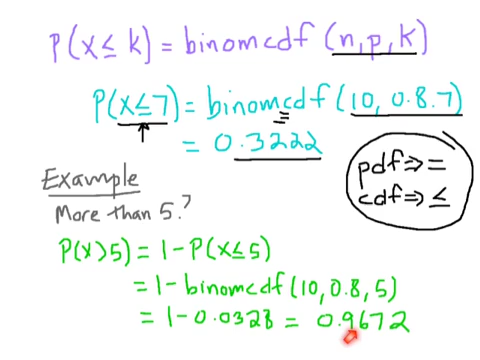 P(x≤k) = binomcdf(n,p,k)
P(x≤7) = binomcdf(10, 0.8.7)
= 0.3222
pdf⇒=
cdf⇒≤
Example
More than 5?
P(x>5) = 1-P(x≤5)
= 1-binomcdf(10,0.8,5)
= 1-0.0328 = 0.9672